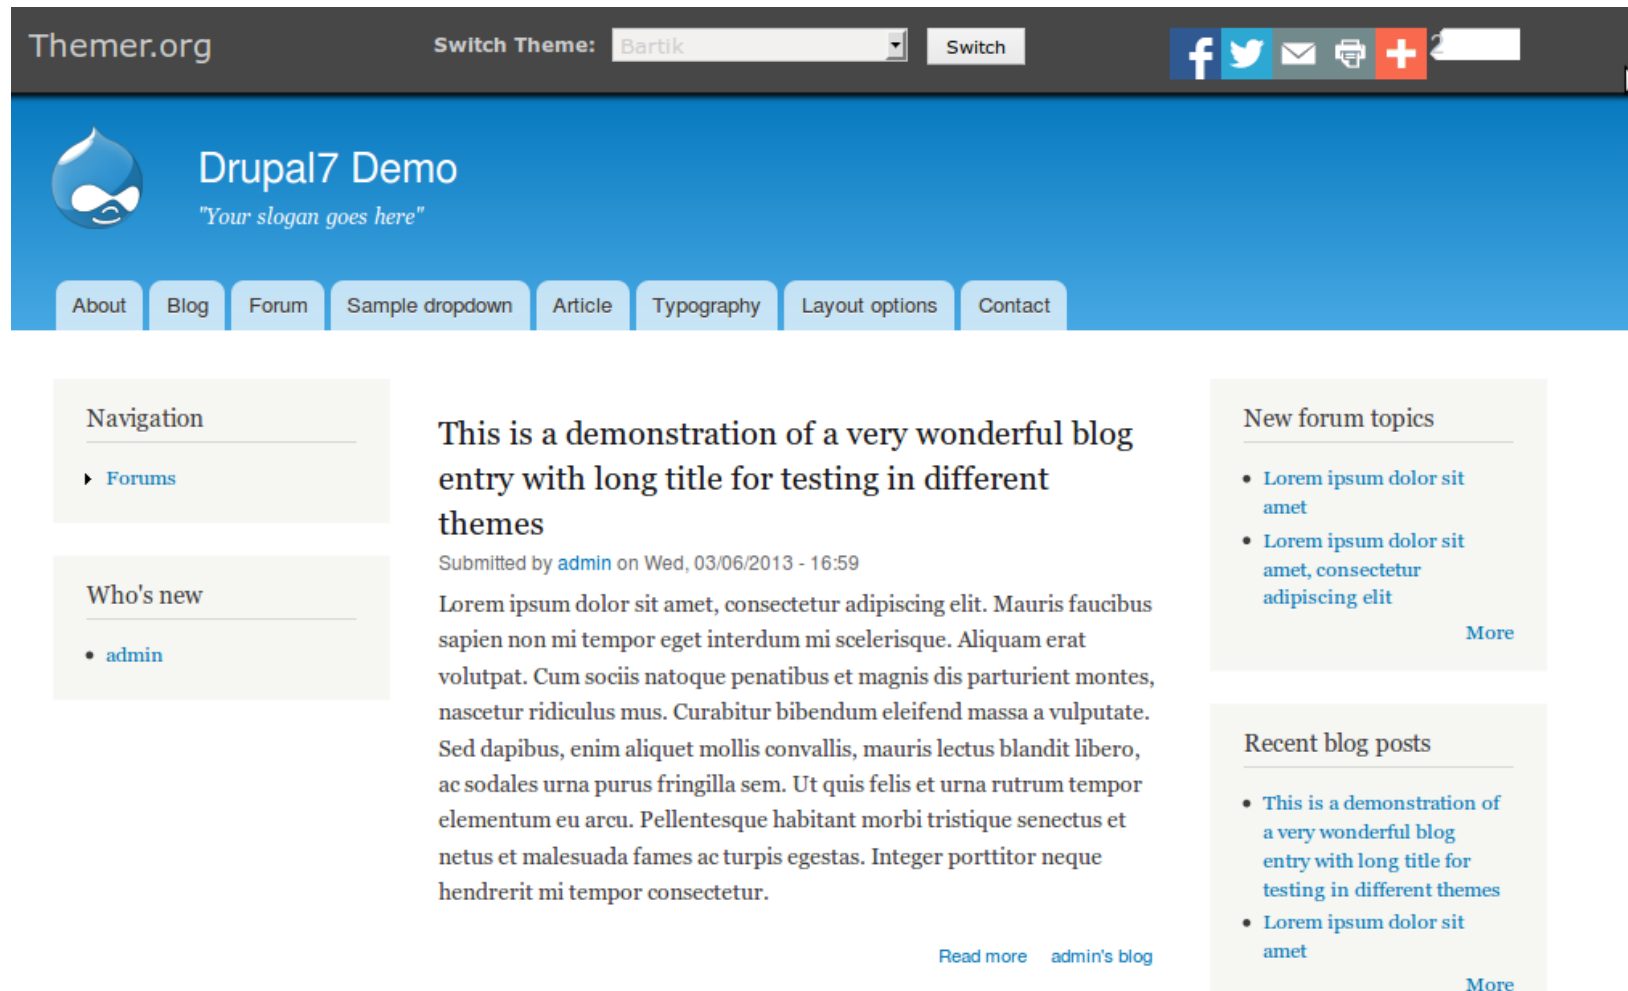 Themer.org
Switch Theme: Bartik Switch
2
Drupal7 Demo
"Your slogan goes here"
About Blog Forum Sample dropdown Article Typography Layout options Contact
Navigation
Forums
Who's new
admin
This is a demonstration of a very wonderful blog
entry with long title for testing in different
themes
Submitted by admin on Wed, 03/06/2013 - 16:59
Lorem ipsum dolor sit amet, consectetur adipiscing elit. Mauris faucibus
sapien non mi tempor eget interdum mi scelerisque. Aliquam erat
volutpat. Cum sociis natoque penatibus et magnis dis parturient montes,
nascetur ridiculus mus. Curabitur bibendum eleifend massa a vulputate.
Sed dapibus, enim aliquet mollis convallis, mauris lectus blandit libero,
ac sodales urna purus fringilla sem. Ut quis felis et urna rutrum tempor
elementum eu arcu. Pellentesque habitant morbi tristique senectus et
netus et malesuada fames ac turpis egestas. Integer porttitor neque
hendrerit mi tempor consectetur.
Read more admin's blog
New forum topics
Lorem ipsum dolor sit
amet
Lorem ipsum dolor sit
amet, consectetur
adipiscing elit
More
Recent blog posts
This is a demonstration of
a very wonderful blog
entry with long title for
testing in different themes
Lorem ipsum dolor sit
amet
More